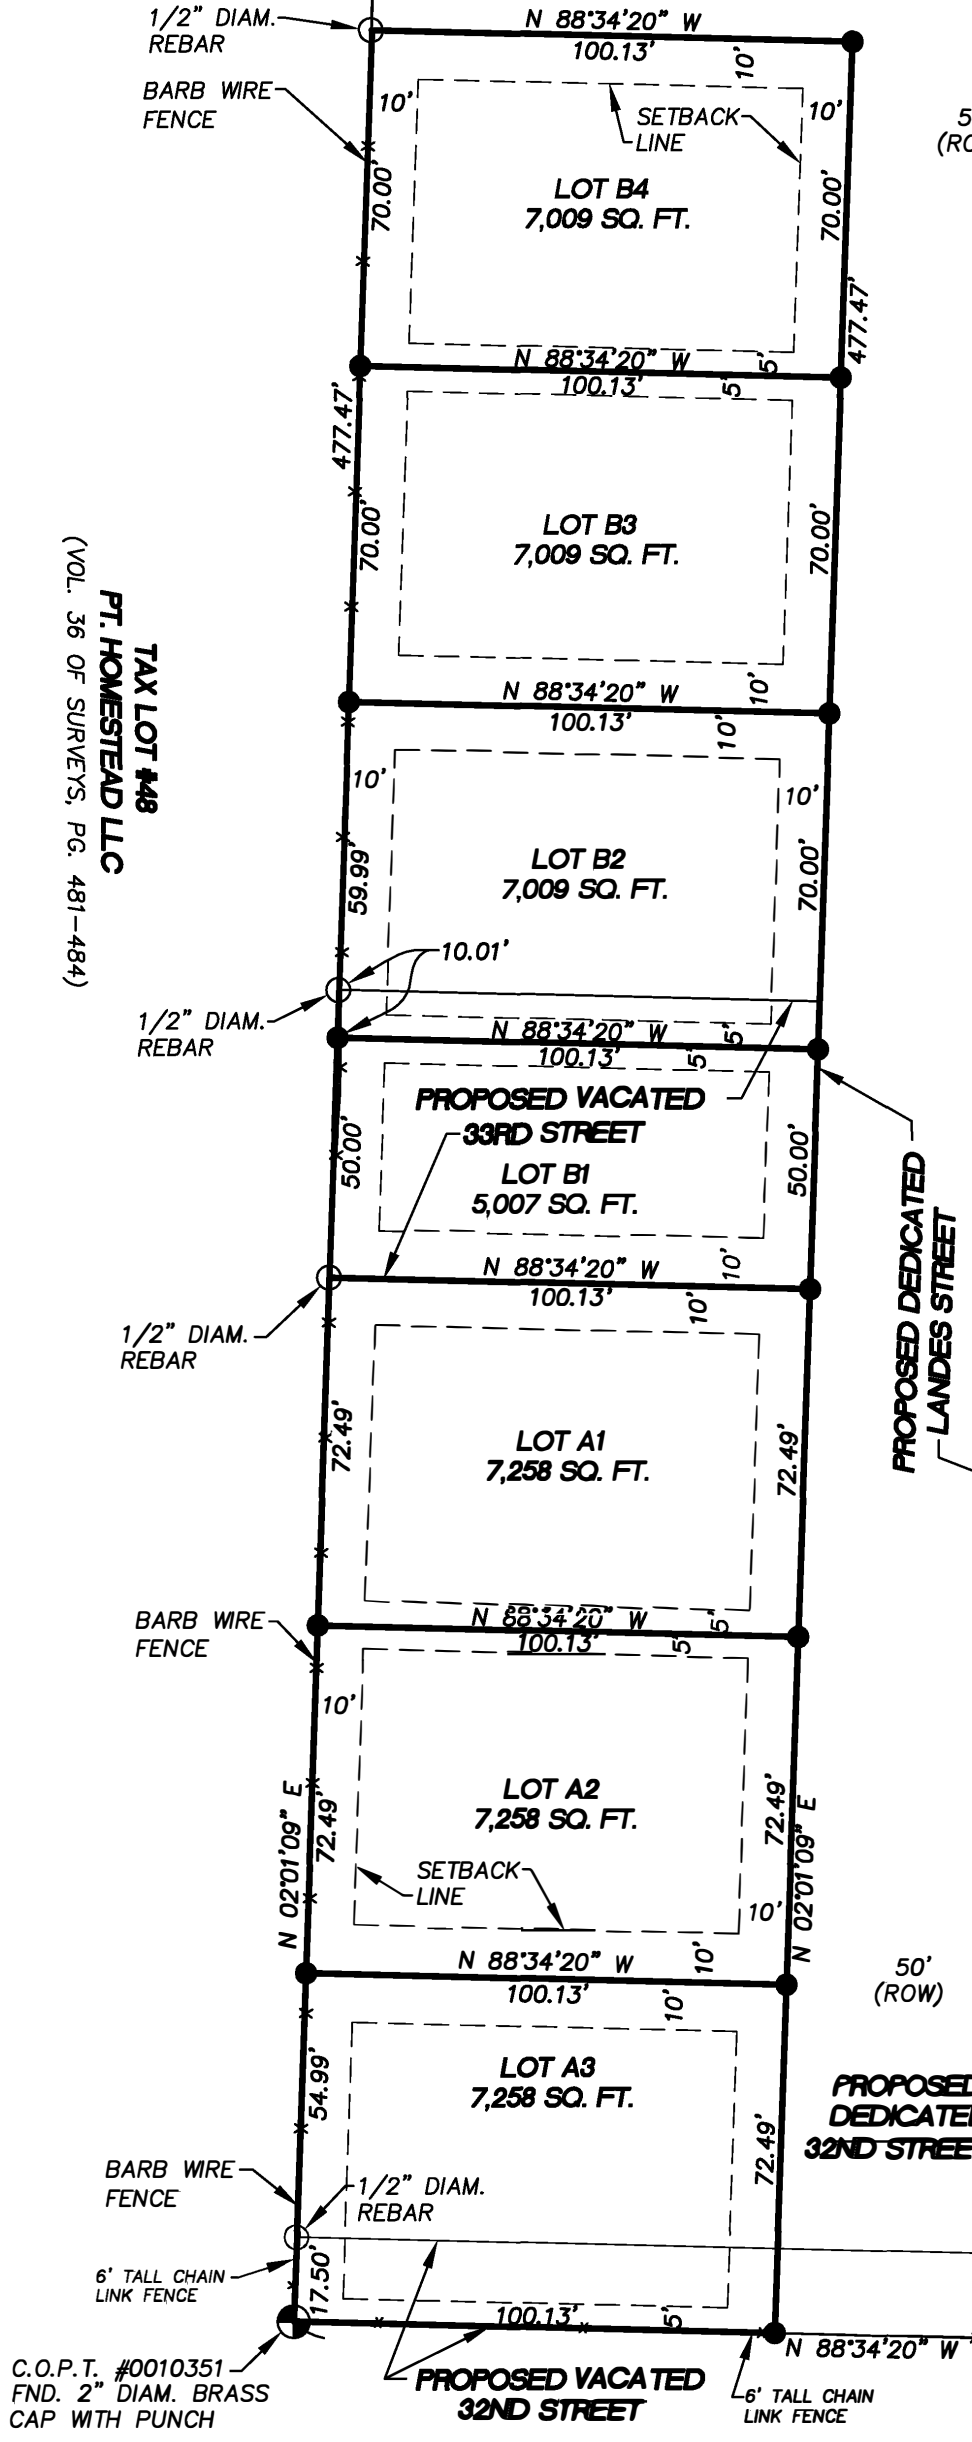 1/2" DIAM.
REBAR
N 88°34'20" W
100.13'
10'
BARB WIRE
FENCE
10'
SETBACK
LINE
10'
5
(RO
70.00'
LOT B4
7,009 SQ. FT.
70.00'
477.47'
N 88°34'20" W
100.13'
5'
5'
477.47'
70.00'
LOT B3
7,009 SQ. FT.
70.00'
TAX LOT #48
PT. HOMESTEAD LLC
(VOL. 36 OF SURVEYS, PG. 481-484)
N 88°34'20" W
100.13'
10'
10'
10'
10'
LOT B2
7,009 SQ. FT.
59.99'
70.00'
10.01'
1/2" DIAM.
REBAR
N 88°34'20" W
100.13'
5'
5'
PROPOSED VACATED
33RD STREET
50.00'
LOT B1
5,007 SQ. FT.
50.00'
PROPOSED DEDICATED
LANDES STREET
N 88°34'20" W
100.13'
10'
10'
1/2" DIAM.
REBAR
72.49'
LOT A1
7,258 SQ. FT.
72.49'
BARB WIRE
FENCE
N 88°34'20" W
100.13'
5'
5'
10'
LOT A2
7,258 SQ. FT.
N 02°01'09" E
72.49'
72.49'
N 02°01'09" E
SETBACK
LINE
10'
N 88°34'20" W
100.13'
10'
10'
50'
(ROW)
LOT A3
7,258 SQ. FT.
54.99'
72.49'
PROPOSED
DEDICATE
32ND STREE
BARB WIRE
FENCE
1/2" DIAM.
REBAR
6' TALL CHAIN
LINK FENCE
17.50'
100.13'
5'
N 88°34'20" W
C.O.P.T. #0010351
FND. 2" DIAM. BRASS
CAP WITH PUNCH
PROPOSED VACATED
32ND STREET
6' TALL CHAIN
LINK FENCE